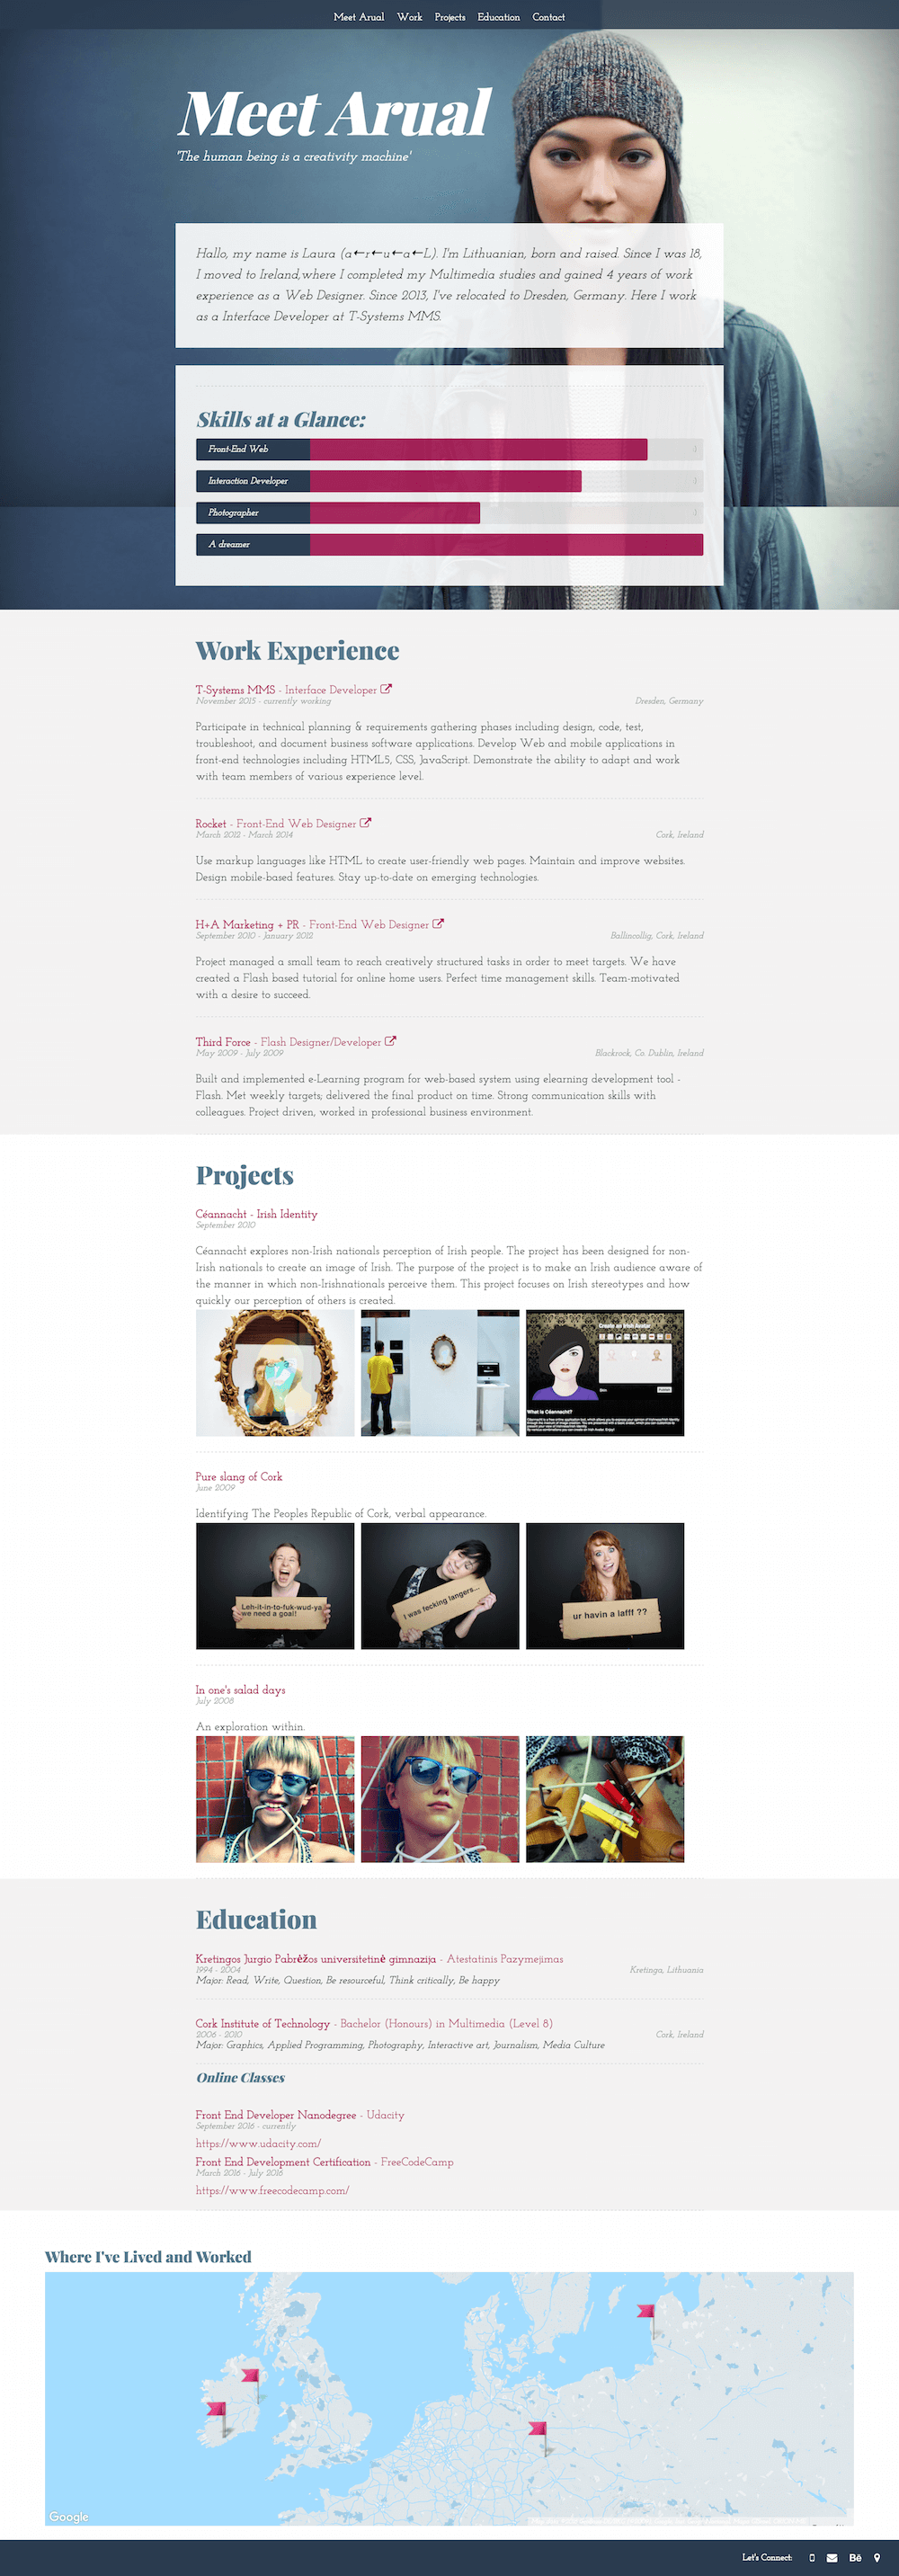 Meet Arual Work Projects Education Contact
Meet Arual
'The human being is a creativity machine'
Hallo, my name is Laura (a←r←u←a←L). I'm Lithuanian, born and raised. Since I was 18,
I moved to Ireland,where I completed my Multimedia studies and gained 4 years of work
experience as a Web Designer. Since 2013, I've relocated to Dresden, Germany. Here I work
as a Interface Developer at T-Systems MMS.
Skills at a Glance:
Front-End Web
Interaction Developer
Photographer
A dreamer
Work Experience
T-Systems MMS - Interface Developer
November 2015 - currently working Dresden, Germany
Participate in technical planning & requirements gathering phases including design, code, test,
troubleshoot, and document business software applications. Develop Web and mobile applications in
front-end technologies including HTML5, CSS, JavaScript. Demonstrate the ability to adapt and work
with team members of various experience level.
Rocket - Front-End Web Designer
March 2012 - March 2014 Cork, Ireland
Use markup languages like HTML to create user-friendly web pages. Maintain and improve websites.
Design mobile-based features. Stay up-to-date on emerging technologies.
H+A Marketing + PR - Front-End Web Designer
September 2010 - January 2012 Ballincollig, Cork, Ireland
Project managed a small team to reach creatively structured tasks in order to meet targets. We have
created a Flash based tutorial for online home users. Perfect time management skills. Team-motivated
with a desire to succeed.
Third Force - Flash Designer/Developer
May 2009 - July 2009 Blackrock, Co. Dublin, Ireland
Built and implemented e-Learning program for web-based system using elearning development tool -
Flash. Met weekly targets; delivered the final product on time. Strong communication skills with
colleagues. Project driven, worked in professional business environment.
Projects
Céannacht - Irish Identity
September 2010
Céannacht explores non-Irish nationals perception of Irish people. The project has been designed for non-
Irish nationals to create an image of Irish. The purpose of the project is to make an Irish audience aware of
the manner in which non-Irishnationals perceive them. This project focuses on Irish stereotypes and how
quickly our perception of others is created.
Create an Irish Avatar
What is Céannacht?
Pure slang of Cork
June 2009
Identifying The Peoples Republic of Cork, verbal appearance.
Leh-it-in-to-fuk-wud-ya
we need a goal!
I was fecking langers...
ur havin a lafff ??
In one's salad days
July 2008
An exploration within.
Education
Kretingos Jurgio Pabrėžos universitetinė gimnazija - Atestatinis Pazymejimas
1994 - 2004 Kretinga, Lithuania
Major: Read, Write, Question, Be resourceful, Think critically, Be happy
Cork Institute of Technology - Bachelor (Honours) in Multimedia (Level 8)
2006 - 2010 Cork, Ireland
Major: Graphics, Applied Programming, Photography, Interactive art, Journalism, Media Culture
Online Classes
Front End Developer Nanodegree - Udacity
September 2016 - currently
https://www.udacity.com/
Front End Development Certification - FreeCodeCamp
March 2016 - July 2016
https://www.freecodecamp.com/
Where I've Lived and Worked
Google
Let's Connect: Bē